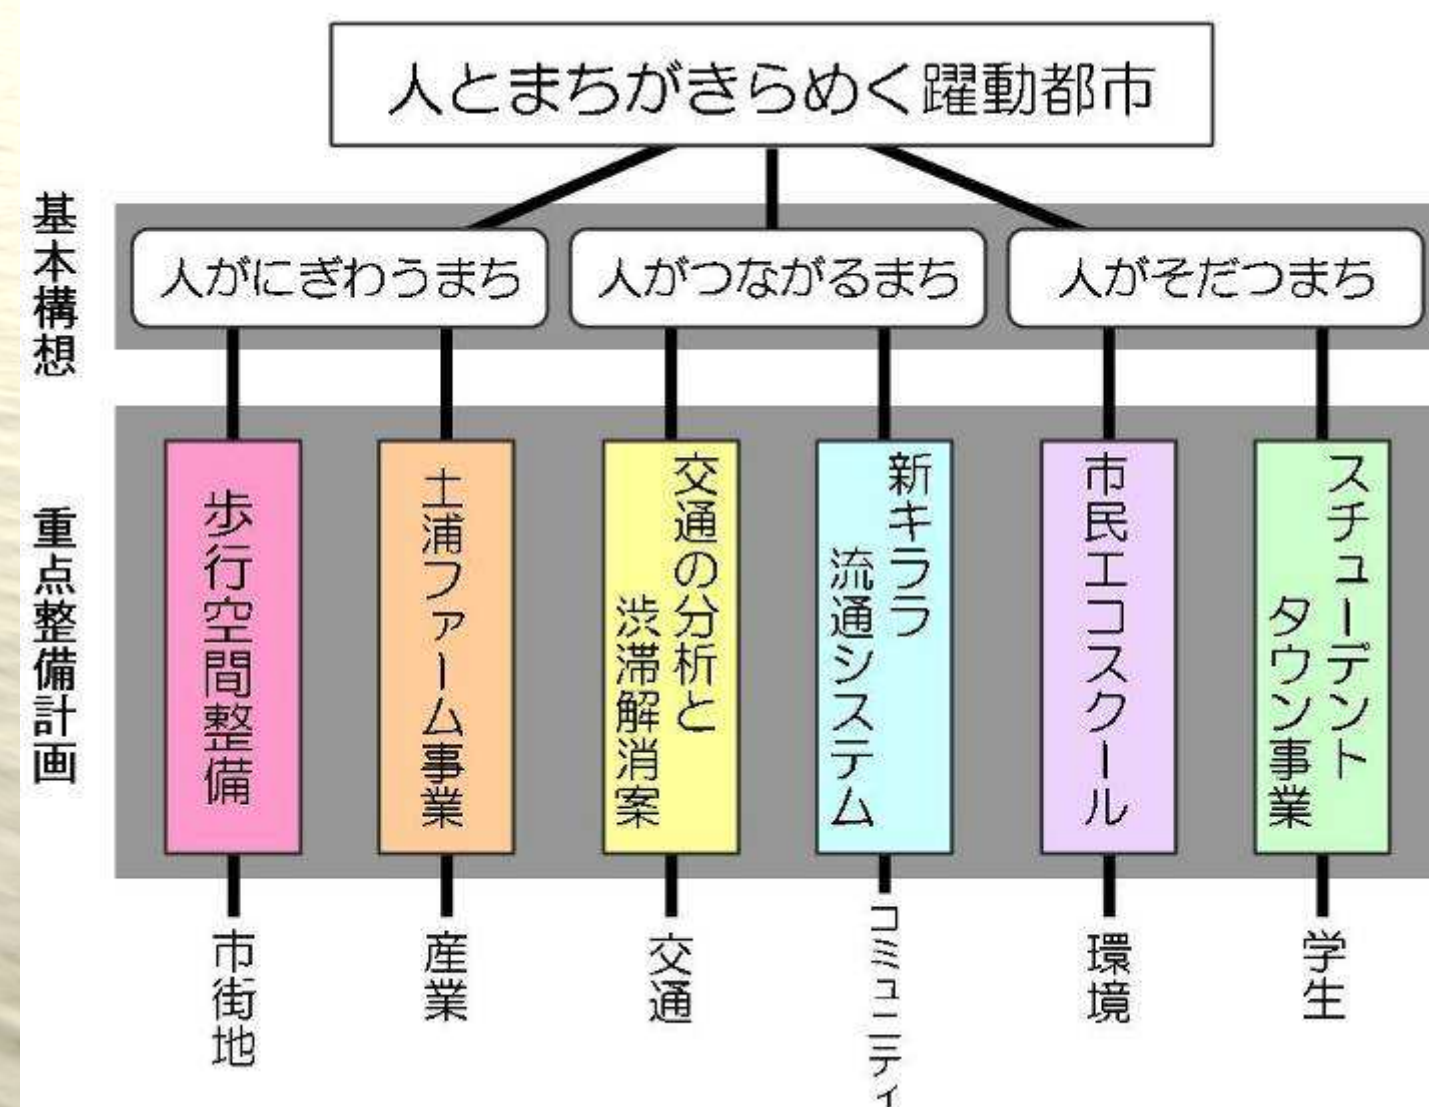 人とまちがきらめく躍動都市
基本構想
人がにぎわうまち
人がつながるまち
人がそだつまち
重点整備計画
歩行空間整備
土浦ファーム事業
交通の分析と
渋滞解消案
新キララ
流通システム
市民エコスクール
スチューデント
タウン事業
市街地
産業
交通
コミュニティ
環境
学生